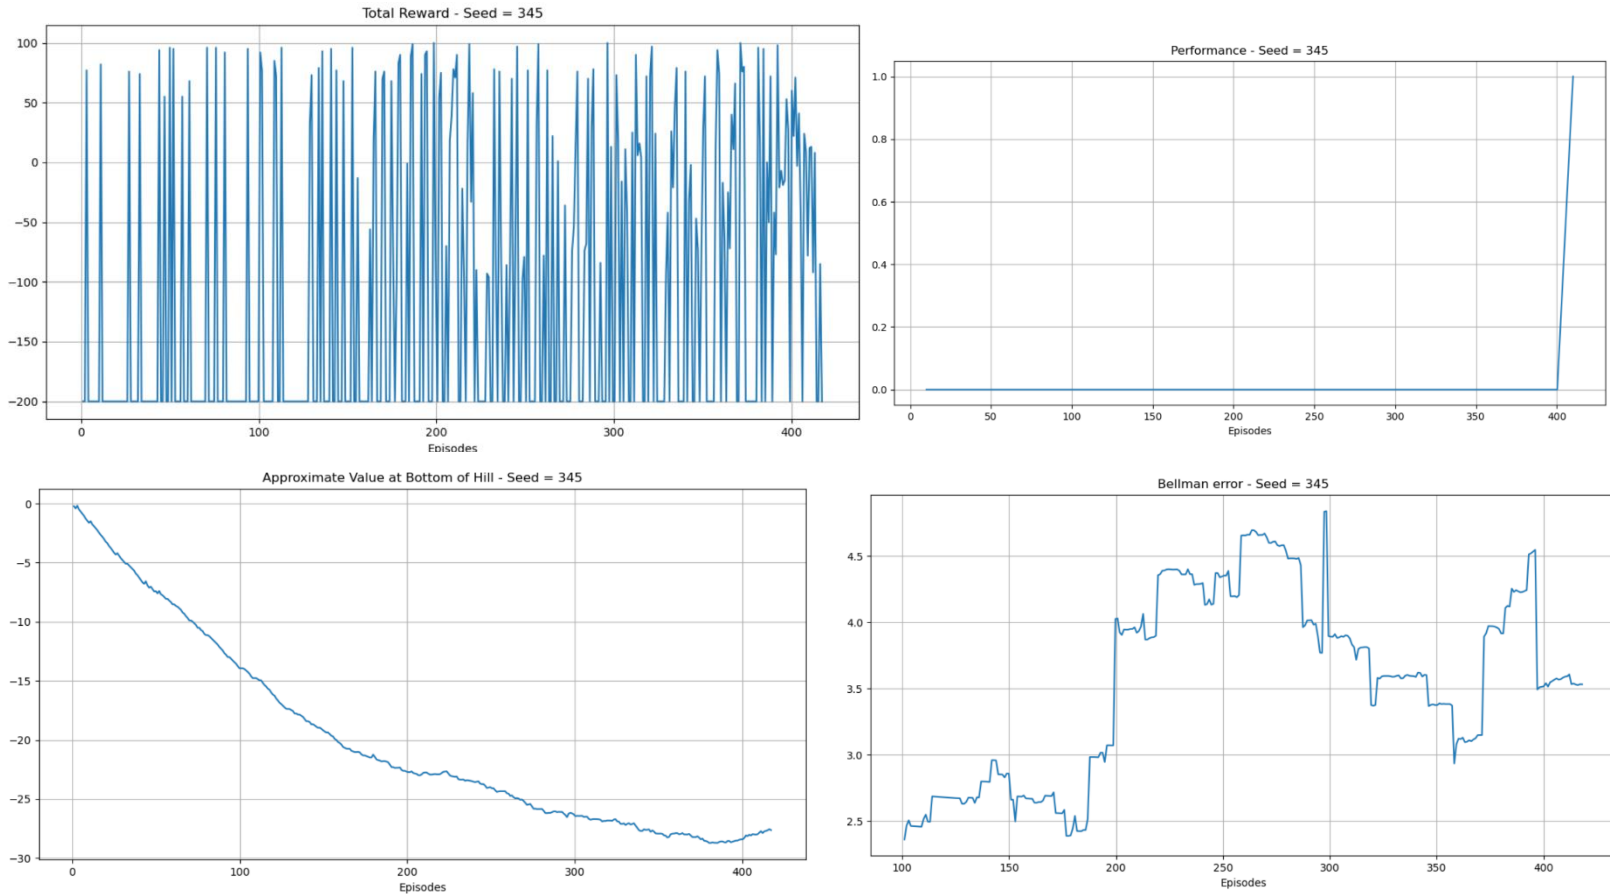 Total Reward - Seed = 345
100
50
0
−50
−100
−150
−200
0 100 200 300 400
Episodes
Performance - Seed = 345
1.0
0.8
0.6
0.4
0.2
0.0
0 50 100 150 200 250 300 350 400
Episodes
Approximate Value at Bottom of Hill - Seed = 345
0
−5
−10
−15
−20
−25
−30
0 100 200 300 400
Episodes
Bellman error - Seed = 345
4.5
4.0
3.5
3.0
2.5
100 150 200 250 300 350 400
Episodes